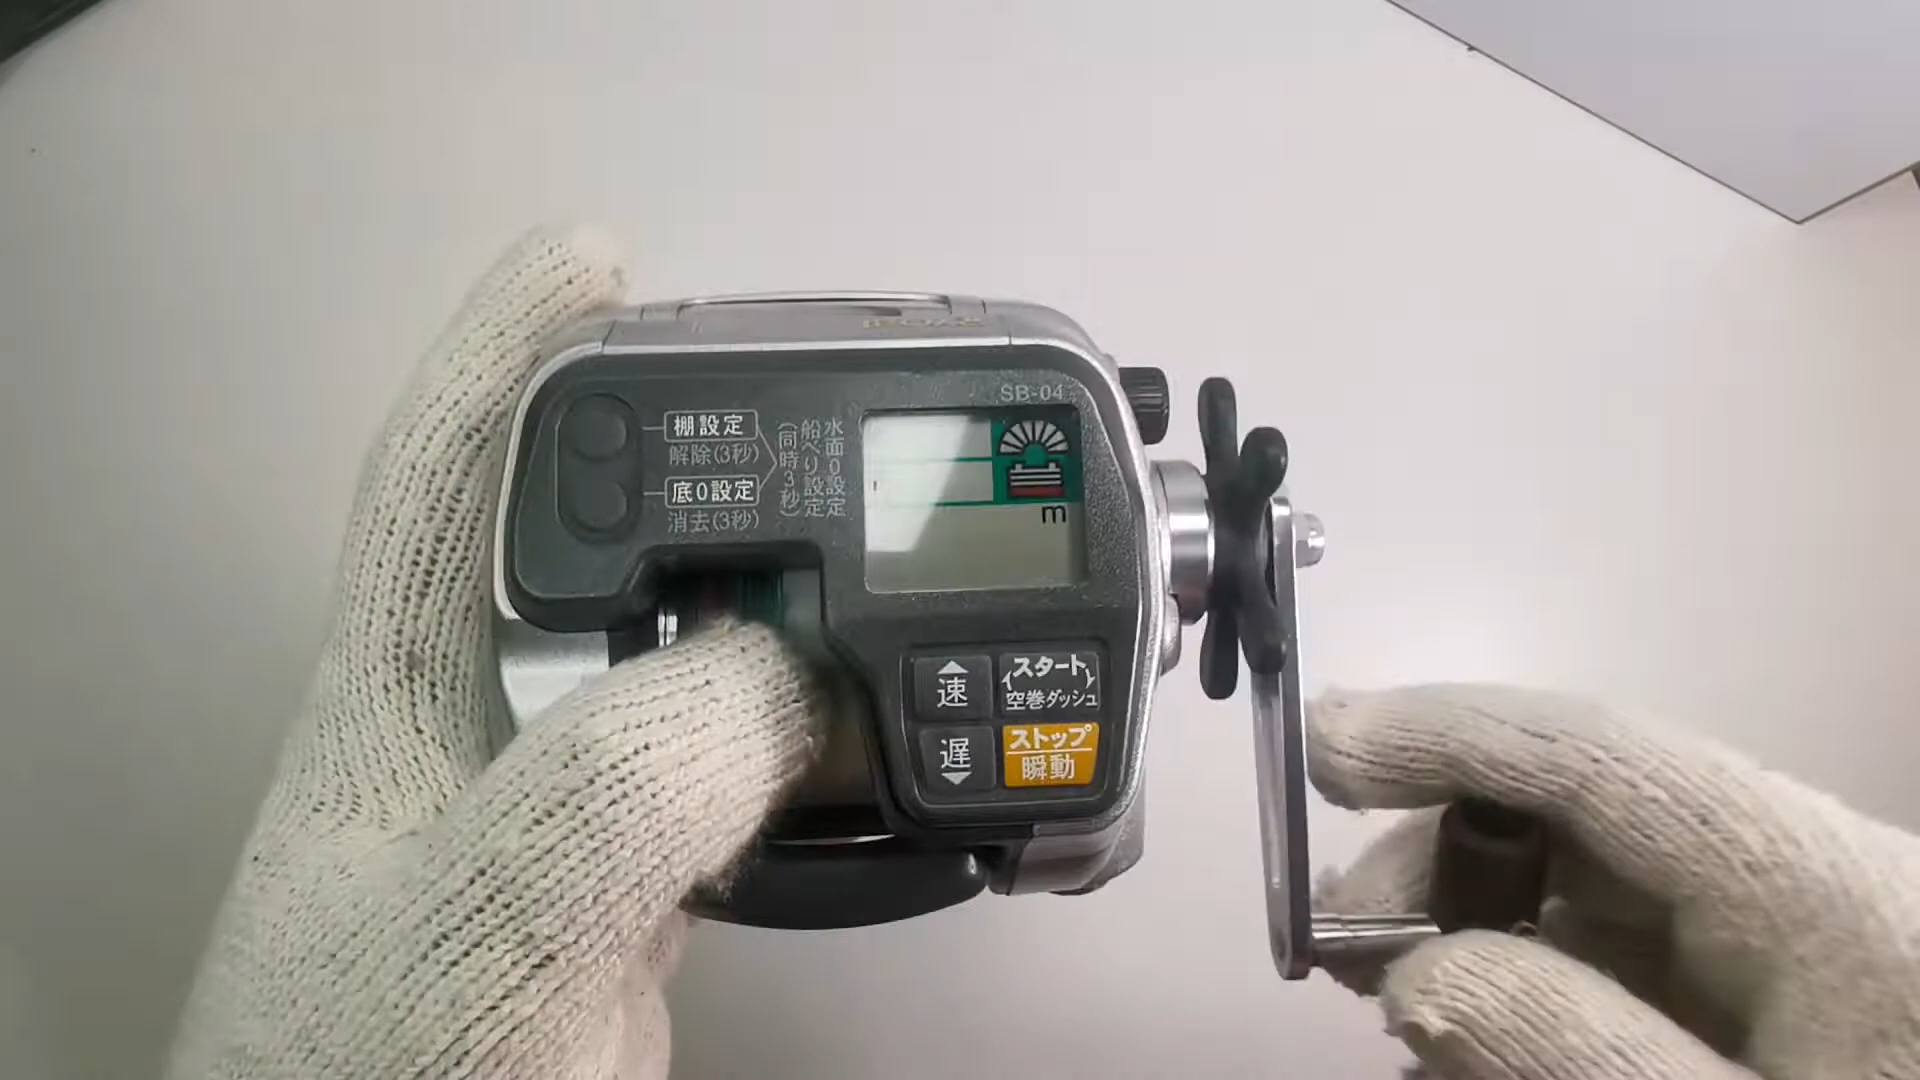 SB-04
棚設定
解除(3秒)
底0設定
消去(3秒)
水面0設定
船べり設定
(同時3秒)
m
速
スタート
空巻ダッシュ
遅
ストップ
瞬動